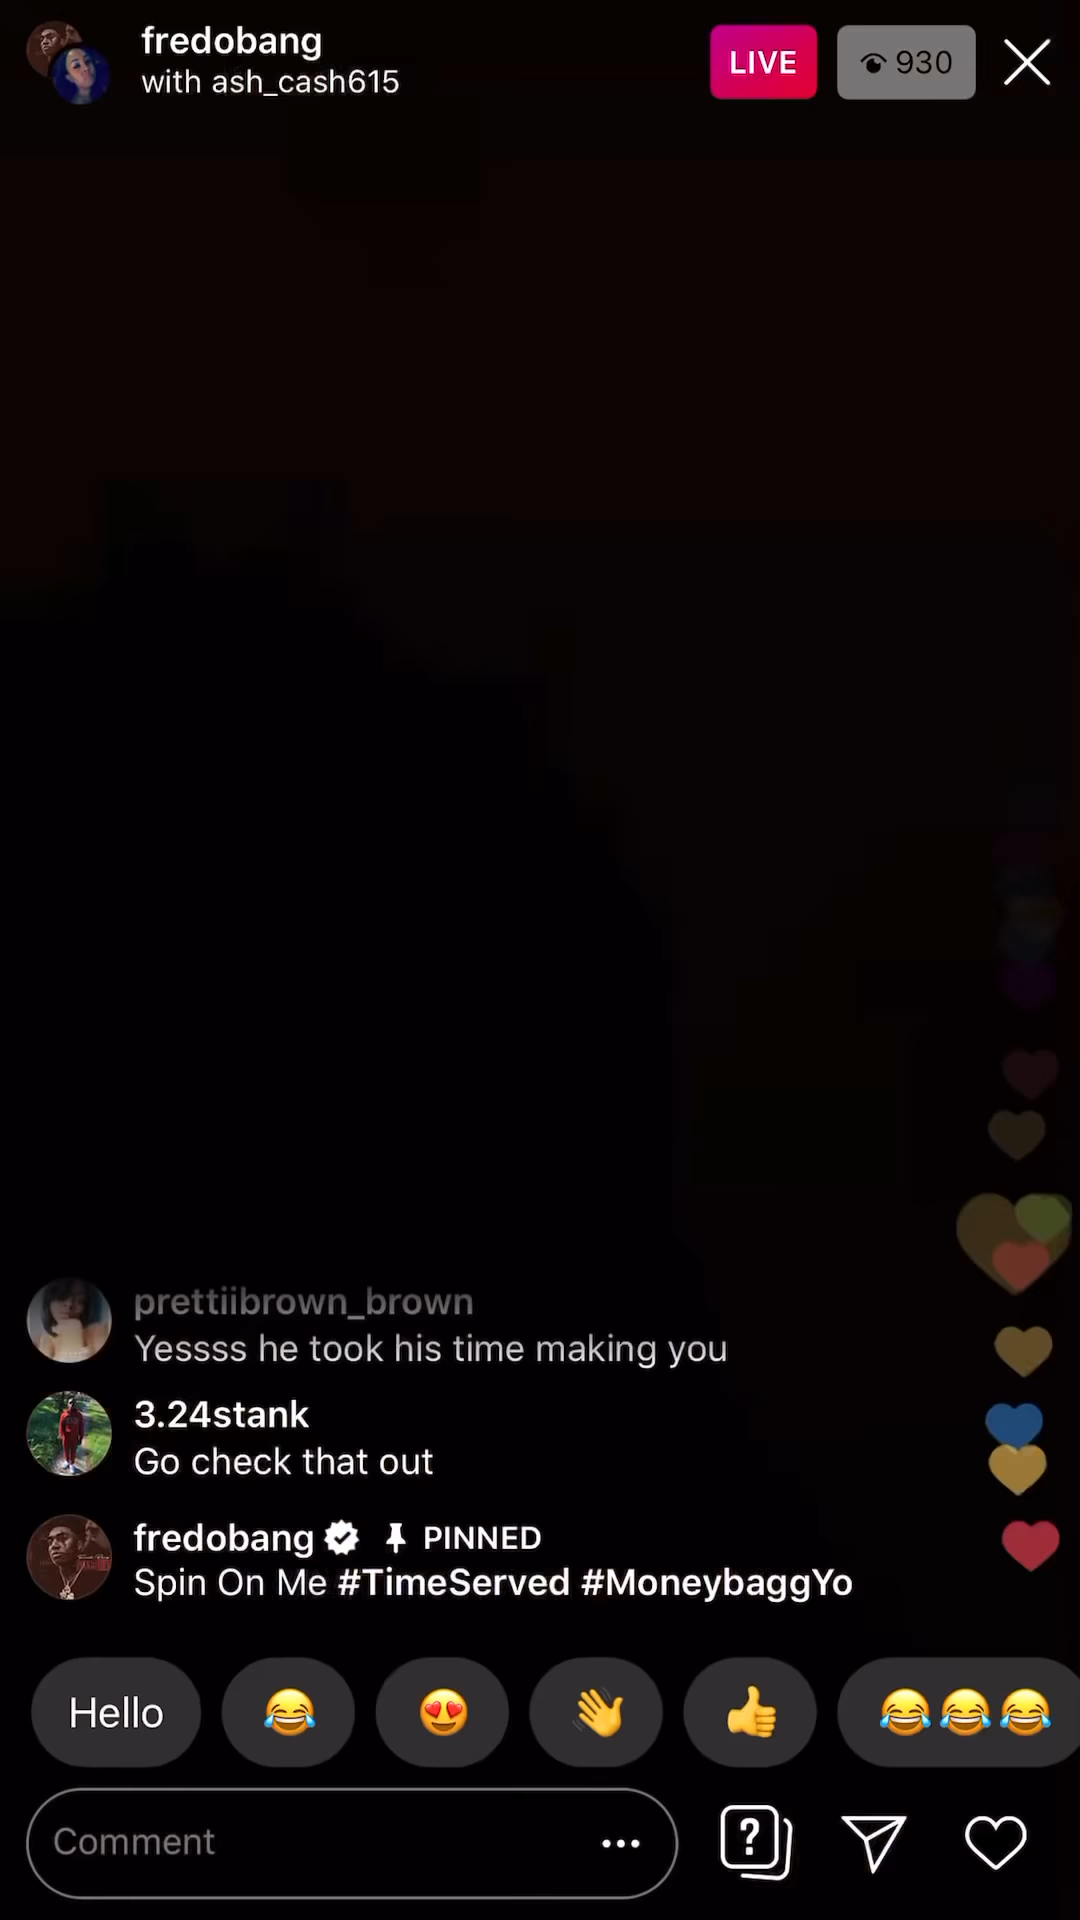 fredobang
with ash_cash615
LIVE
930
prettiibrown_brown
Yessss he took his time making you
3.24stank
Go check that out
fredobang PINNED
Spin On Me #TimeServed #MoneybaggYo
Hello 😂 😍 👋 👍 😂😂😂
Comment